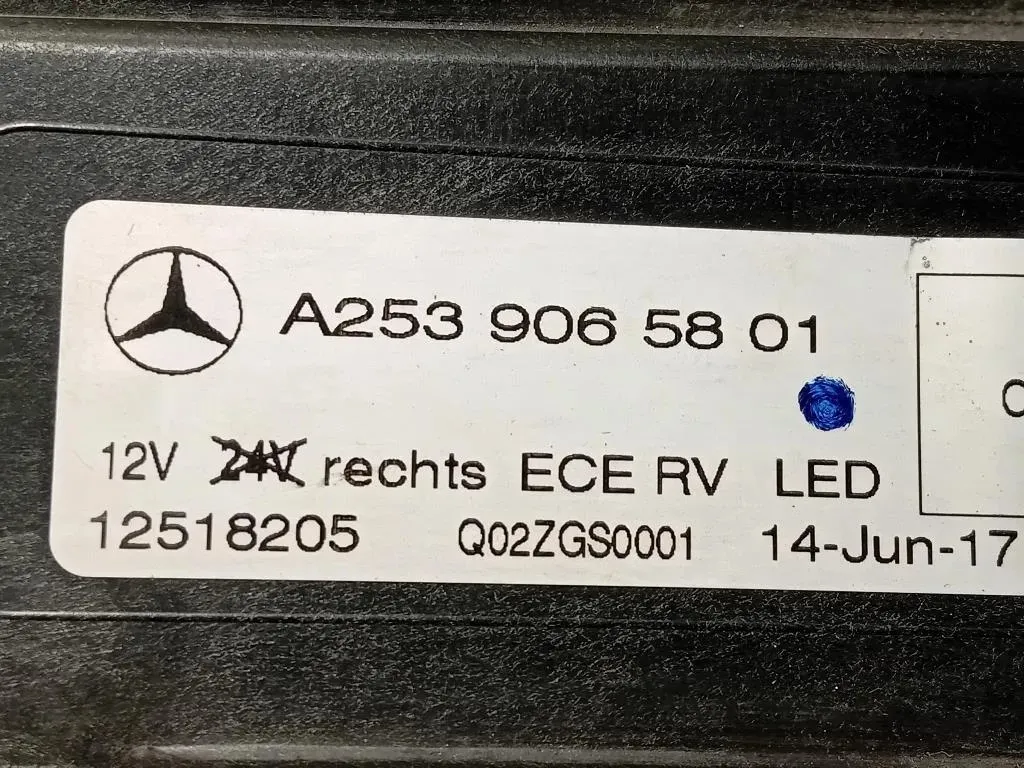 A253 906 58 01
12V 24V rechts ECE RV LED
12518205 Q02ZGS0001 14-Jun-17